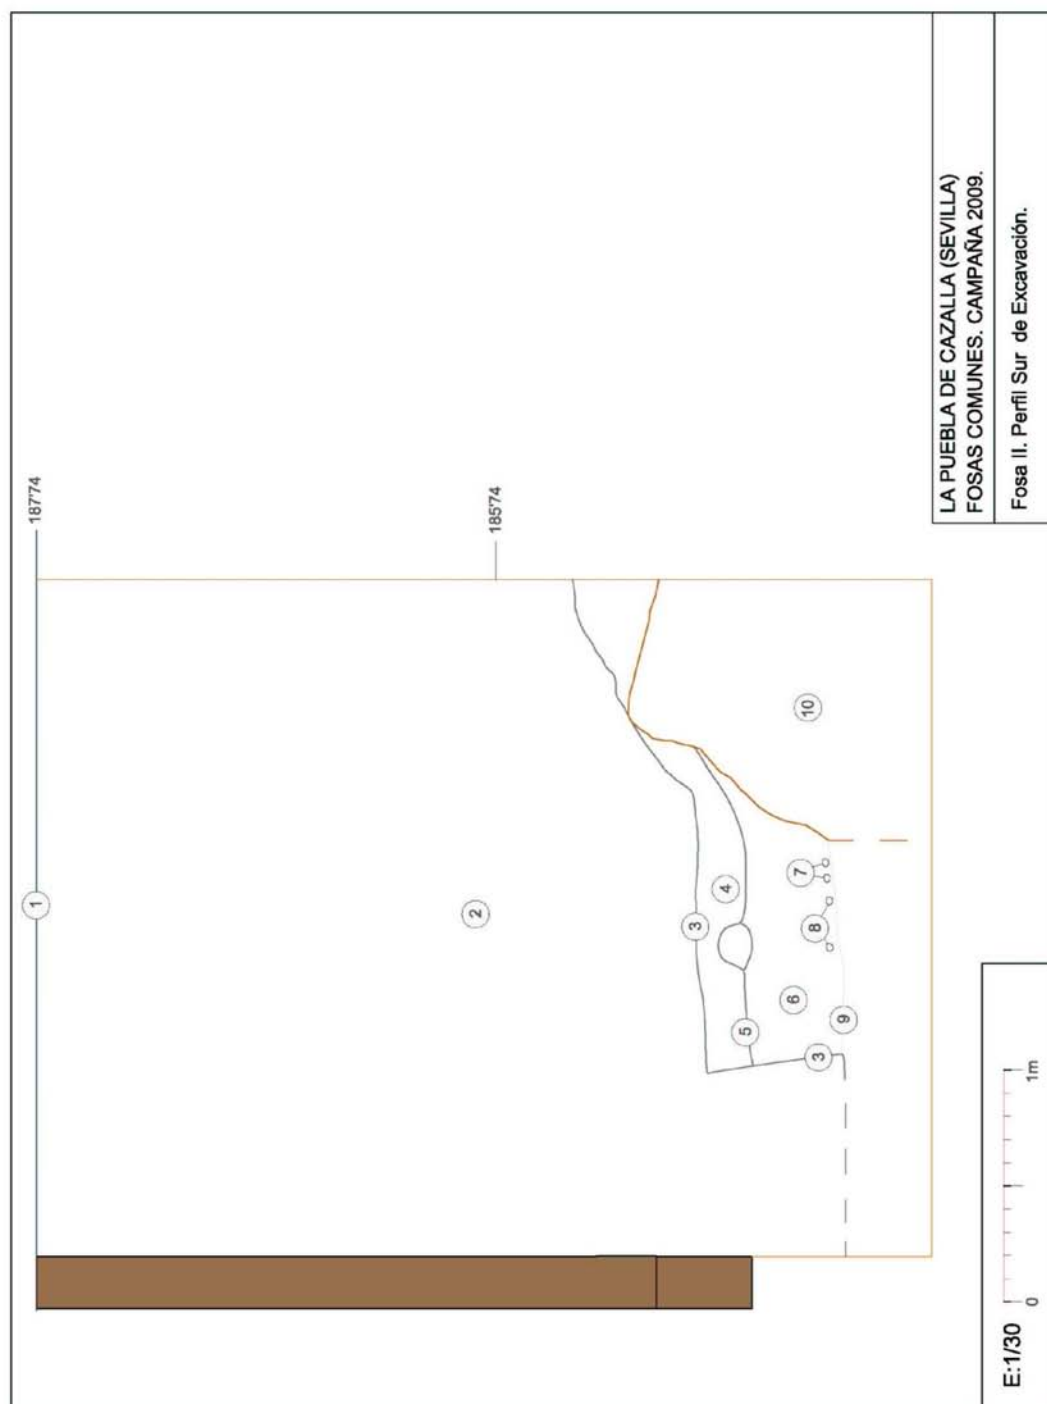 187'74
185'74
1
2
3
4
5
6
7
8
3
9
10
LA PUEBLA DE CAZALLA (SEVILLA)
FOSAS COMUNES. CAMPAÑA 2009.
Fosa II. Perfil Sur de Excavación.
E:1/30
0
1m